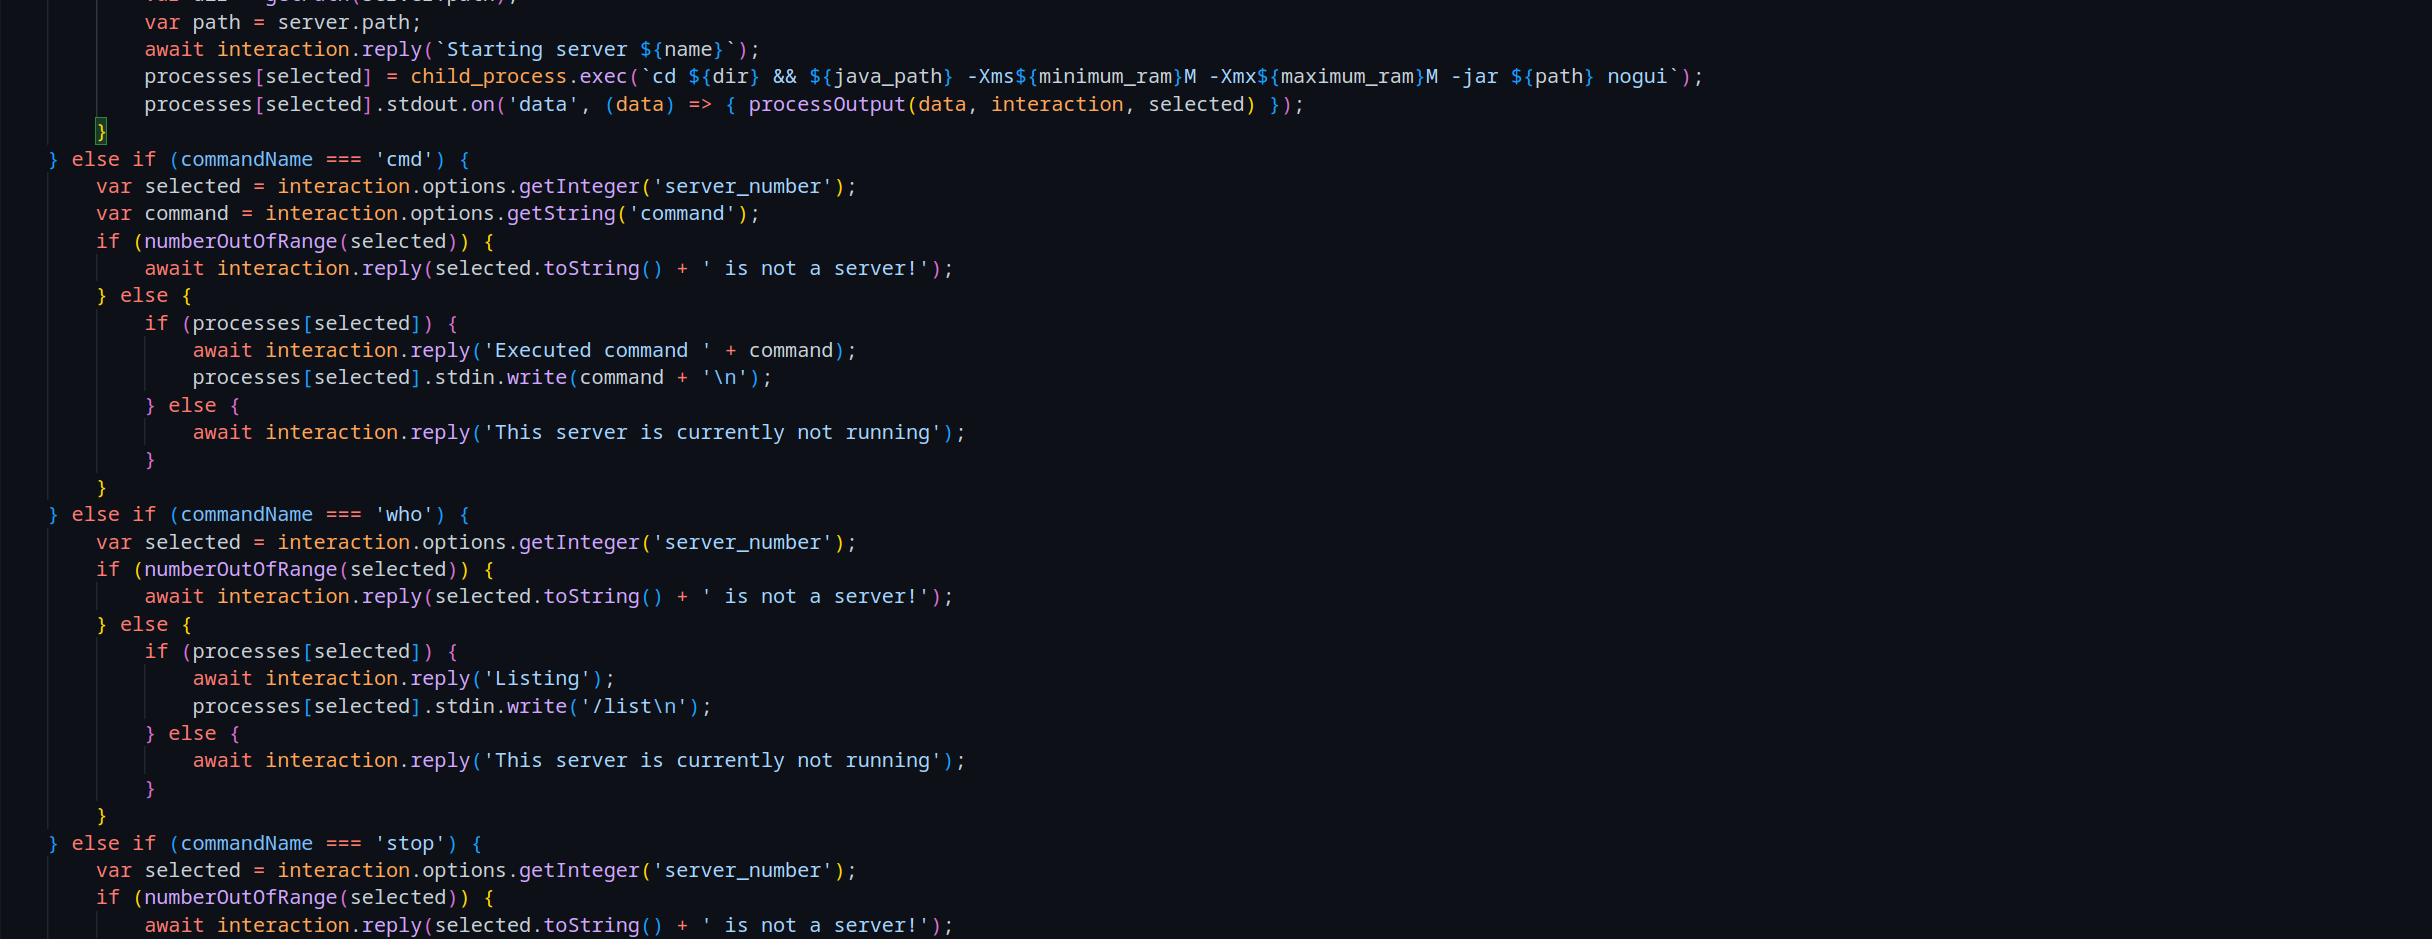 var path = server.path;
await interaction.reply(`Starting server ${name}`);
processes[selected] = child_process.exec(`cd ${dir} && ${java_path} -Xms${minimum_ram}M -Xmx${maximum_ram}M -jar ${path} nogui`);
processes[selected].stdout.on('data', (data) => { processOutput(data, interaction, selected) });
}
} else if (commandName === 'cmd') {
var selected = interaction.options.getInteger('server_number');
var command = interaction.options.getString('command');
if (numberOutOfRange(selected)) {
await interaction.reply(selected.toString() + ' is not a server!');
} else {
if (processes[selected]) {
await interaction.reply('Executed command ' + command);
processes[selected].stdin.write(command + '\n');
} else {
await interaction.reply('This server is currently not running');
}
}
} else if (commandName === 'who') {
var selected = interaction.options.getInteger('server_number');
if (numberOutOfRange(selected)) {
await interaction.reply(selected.toString() + ' is not a server!');
} else {
if (processes[selected]) {
await interaction.reply('Listing');
processes[selected].stdin.write('/list\n');
} else {
await interaction.reply('This server is currently not running');
}
}
} else if (commandName === 'stop') {
var selected = interaction.options.getInteger('server_number');
if (numberOutOfRange(selected)) {
await interaction.reply(selected.toString() + ' is not a server!');